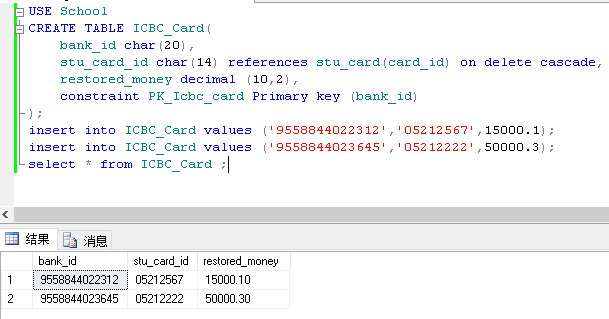 USE School
CREATE TABLE ICBC_Card(
bank_id char(20),
stu_card_id char(14) references stu_card(card_id) on delete cascade,
restored_money decimal (10,2),
constraint PK_Icbc_card Primary key (bank_id)
);
insert into ICBC_Card values ('9558844022312','05212567',15000.1);
insert into ICBC_Card values ('9558844023645','05212222',50000.3);
select * from ICBC_Card ;
结果 消息
bank_id stu_card_id restored_money
1 9558844022312 05212567 15000.10
2 9558844023645 05212222 50000.30